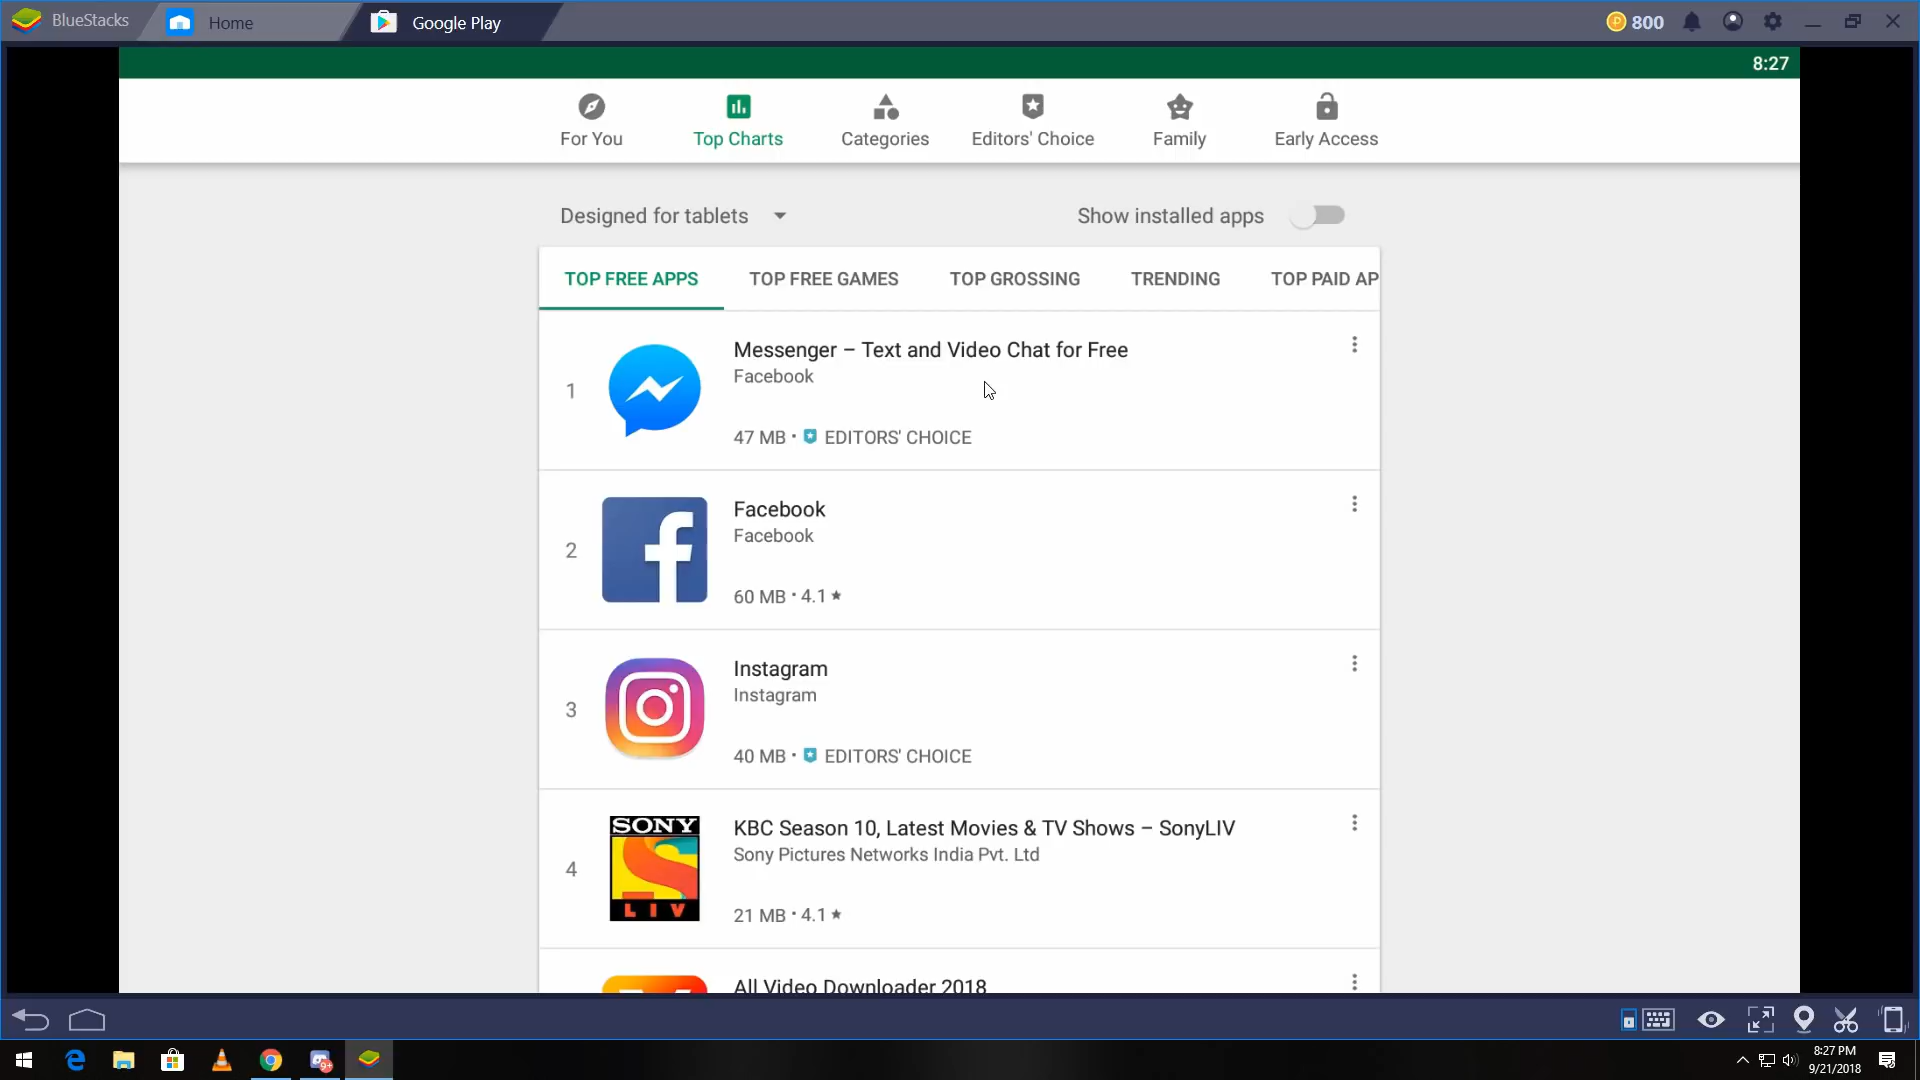 BlueStacks Home Google Play 800
8:27
For You Top Charts Categories Editors' Choice Family Early Access
Designed for tablets Show installed apps
TOP FREE APPS TOP FREE GAMES TOP GROSSING TRENDING TOP PAID AP
Messenger – Text and Video Chat for Free
Facebook
1
47 MB • EDITORS' CHOICE
Facebook
Facebook
2
60 MB • 4.1 ★
Instagram
Instagram
3
40 MB • EDITORS' CHOICE
SONY
LIV
KBC Season 10, Latest Movies & TV Shows – SonyLIV
Sony Pictures Networks India Pvt. Ltd
4
21 MB • 4.1 ★
All Video Downloader 2018
9+
8:27 PM
9/21/2018